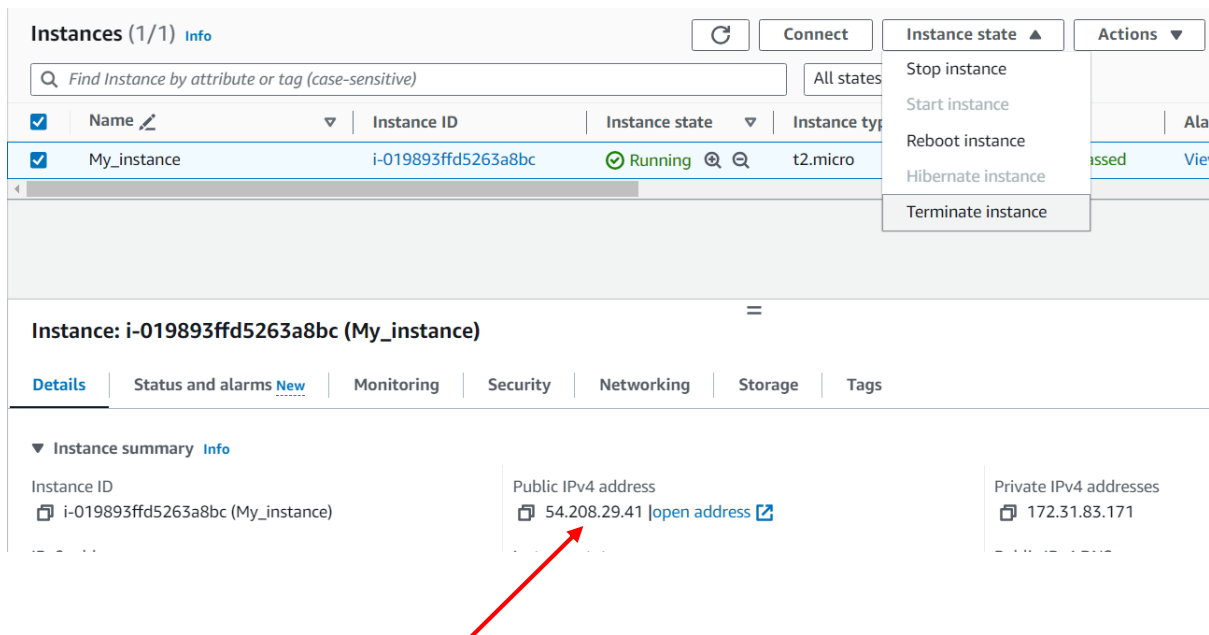 Instances (1/1) Info
Connect
Instance state
Actions
Find Instance by attribute or tag (case-sensitive)
All states
Stop instance
Start instance
Reboot instance
Hibernate instance
Terminate instance
Name
Instance ID
Instance state
Instance
My_instance
i-019893ffd5263a8bc
Running
t2.micro
Instance: i-019893ffd5263a8bc (My_instance)
Details
Status and alarms New
Monitoring
Security
Networking
Storage
Tags
Instance summary Info
Instance ID
i-019893ffd5263a8bc (My_instance)
Public IPv4 address
54.208.29.41 |open address
Private IPv4 addresses
172.31.83.171